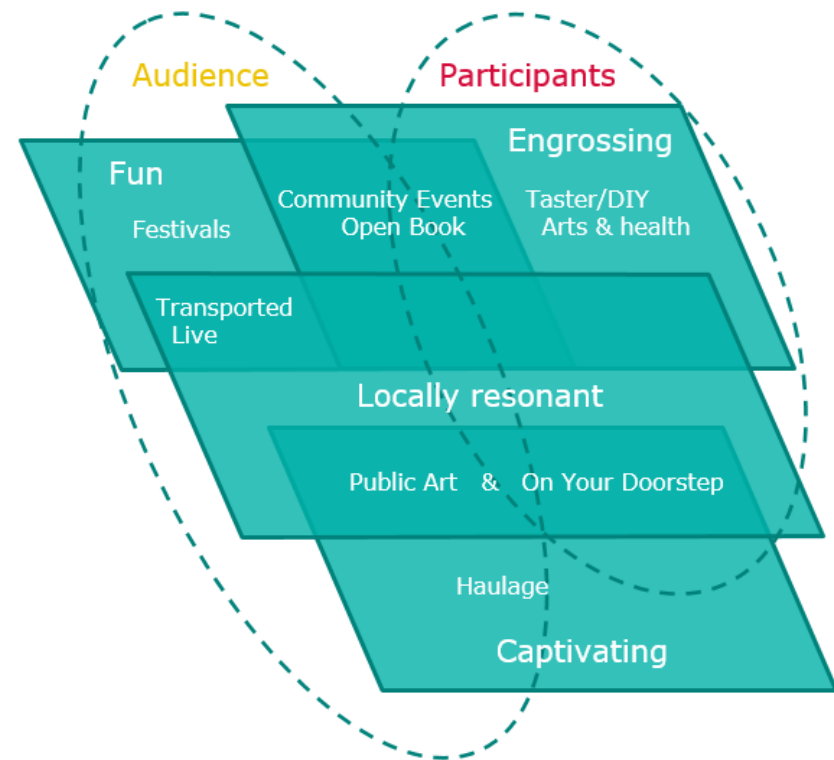 Audience
Participants
Engrossing
Fun
Community Events
Open Book
Taster/DIY
Arts & health
Festivals
Transported
Live
Locally resonant
Public Art & On Your Doorstep
Haulage
Captivating